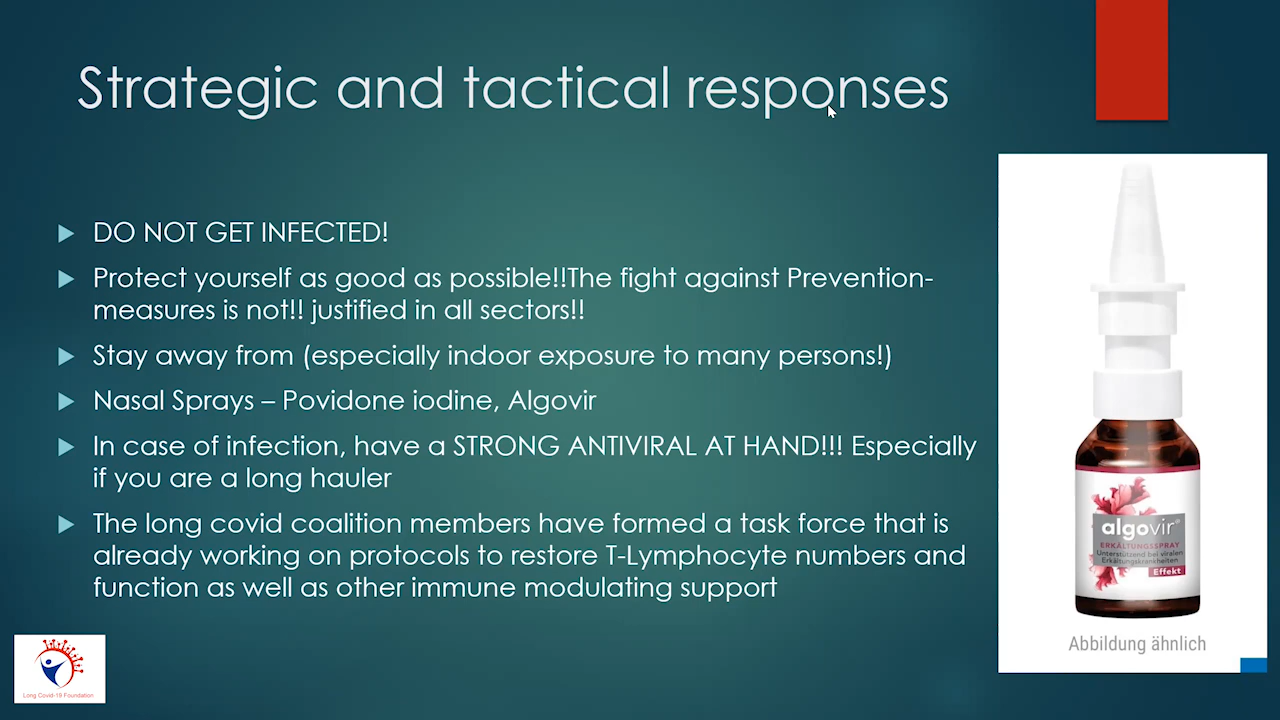 Strategic and tactical responses
DO NOT GET INFECTED!
Protect yourself as good as possible!!The fight against Prevention-
measures is not!! justified in all sectors!!
Stay away from (especially indoor exposure to many persons!)
Nasal Sprays – Povidone iodine, Algovir
In case of infection, have a STRONG ANTIVIRAL AT HAND!!! Especially
if you are a long hauler
The long covid coalition members have formed a task force that is
already working on protocols to restore T-Lymphocyte numbers and
function as well as other immune modulating support
algovir®
ERKÄLTUNGSSPRAY
Unterstützend bei viralen
Erkältungskrankheiten
Effekt
Abbildung ähnlich
Long Covid-19 Foundation